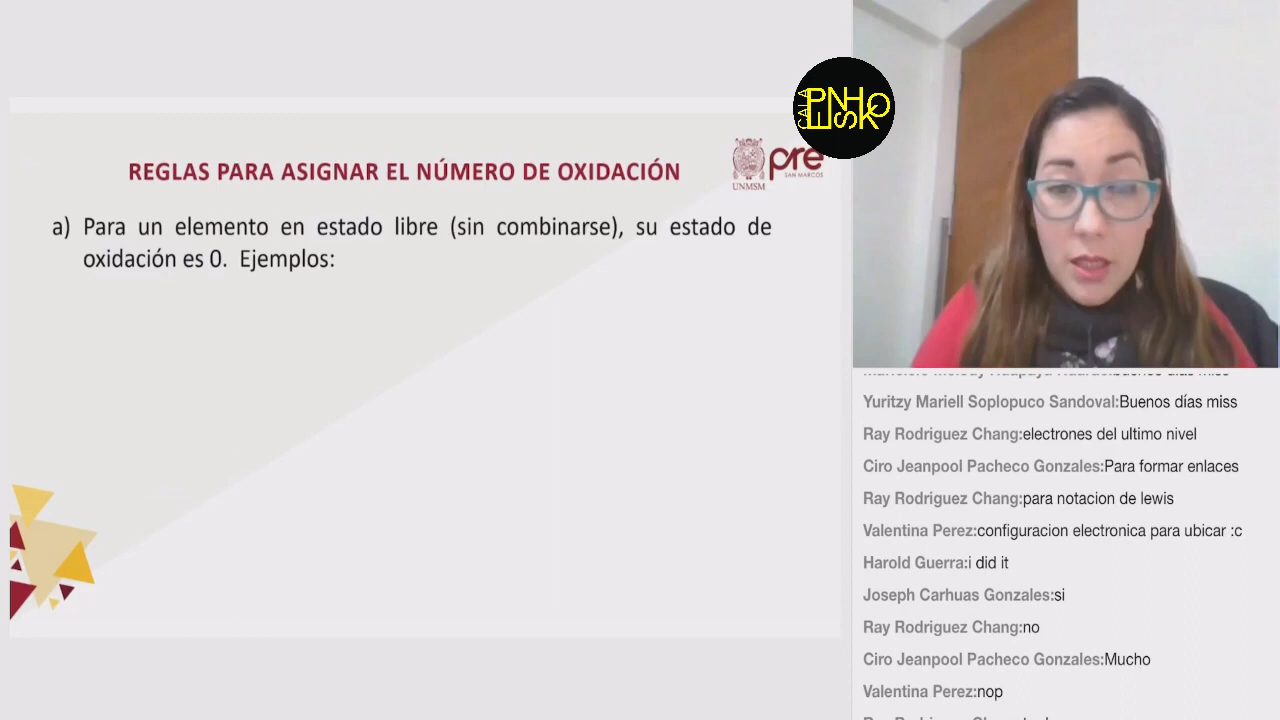 REGLAS PARA ASIGNAR EL NÚMERO DE OXIDACIÓN
UNMSM
pre
SAN MARCOS
a) Para un elemento en estado libre (sin combinarse), su estado de
oxidación es 0. Ejemplos:
Yuritzy Mariell Soplopuco Sandoval:Buenos días miss
Ray Rodriguez Chang:electrones del ultimo nivel
Ciro Jeanpool Pacheco Gonzales:Para formar enlaces
Ray Rodriguez Chang:para notacion de lewis
Valentina Perez:configuracion electronica para ubicar :c
Harold Guerra:i did it
Joseph Carhuas Gonzales:si
Ray Rodriguez Chang:no
Ciro Jeanpool Pacheco Gonzales:Mucho
Valentina Perez:nop